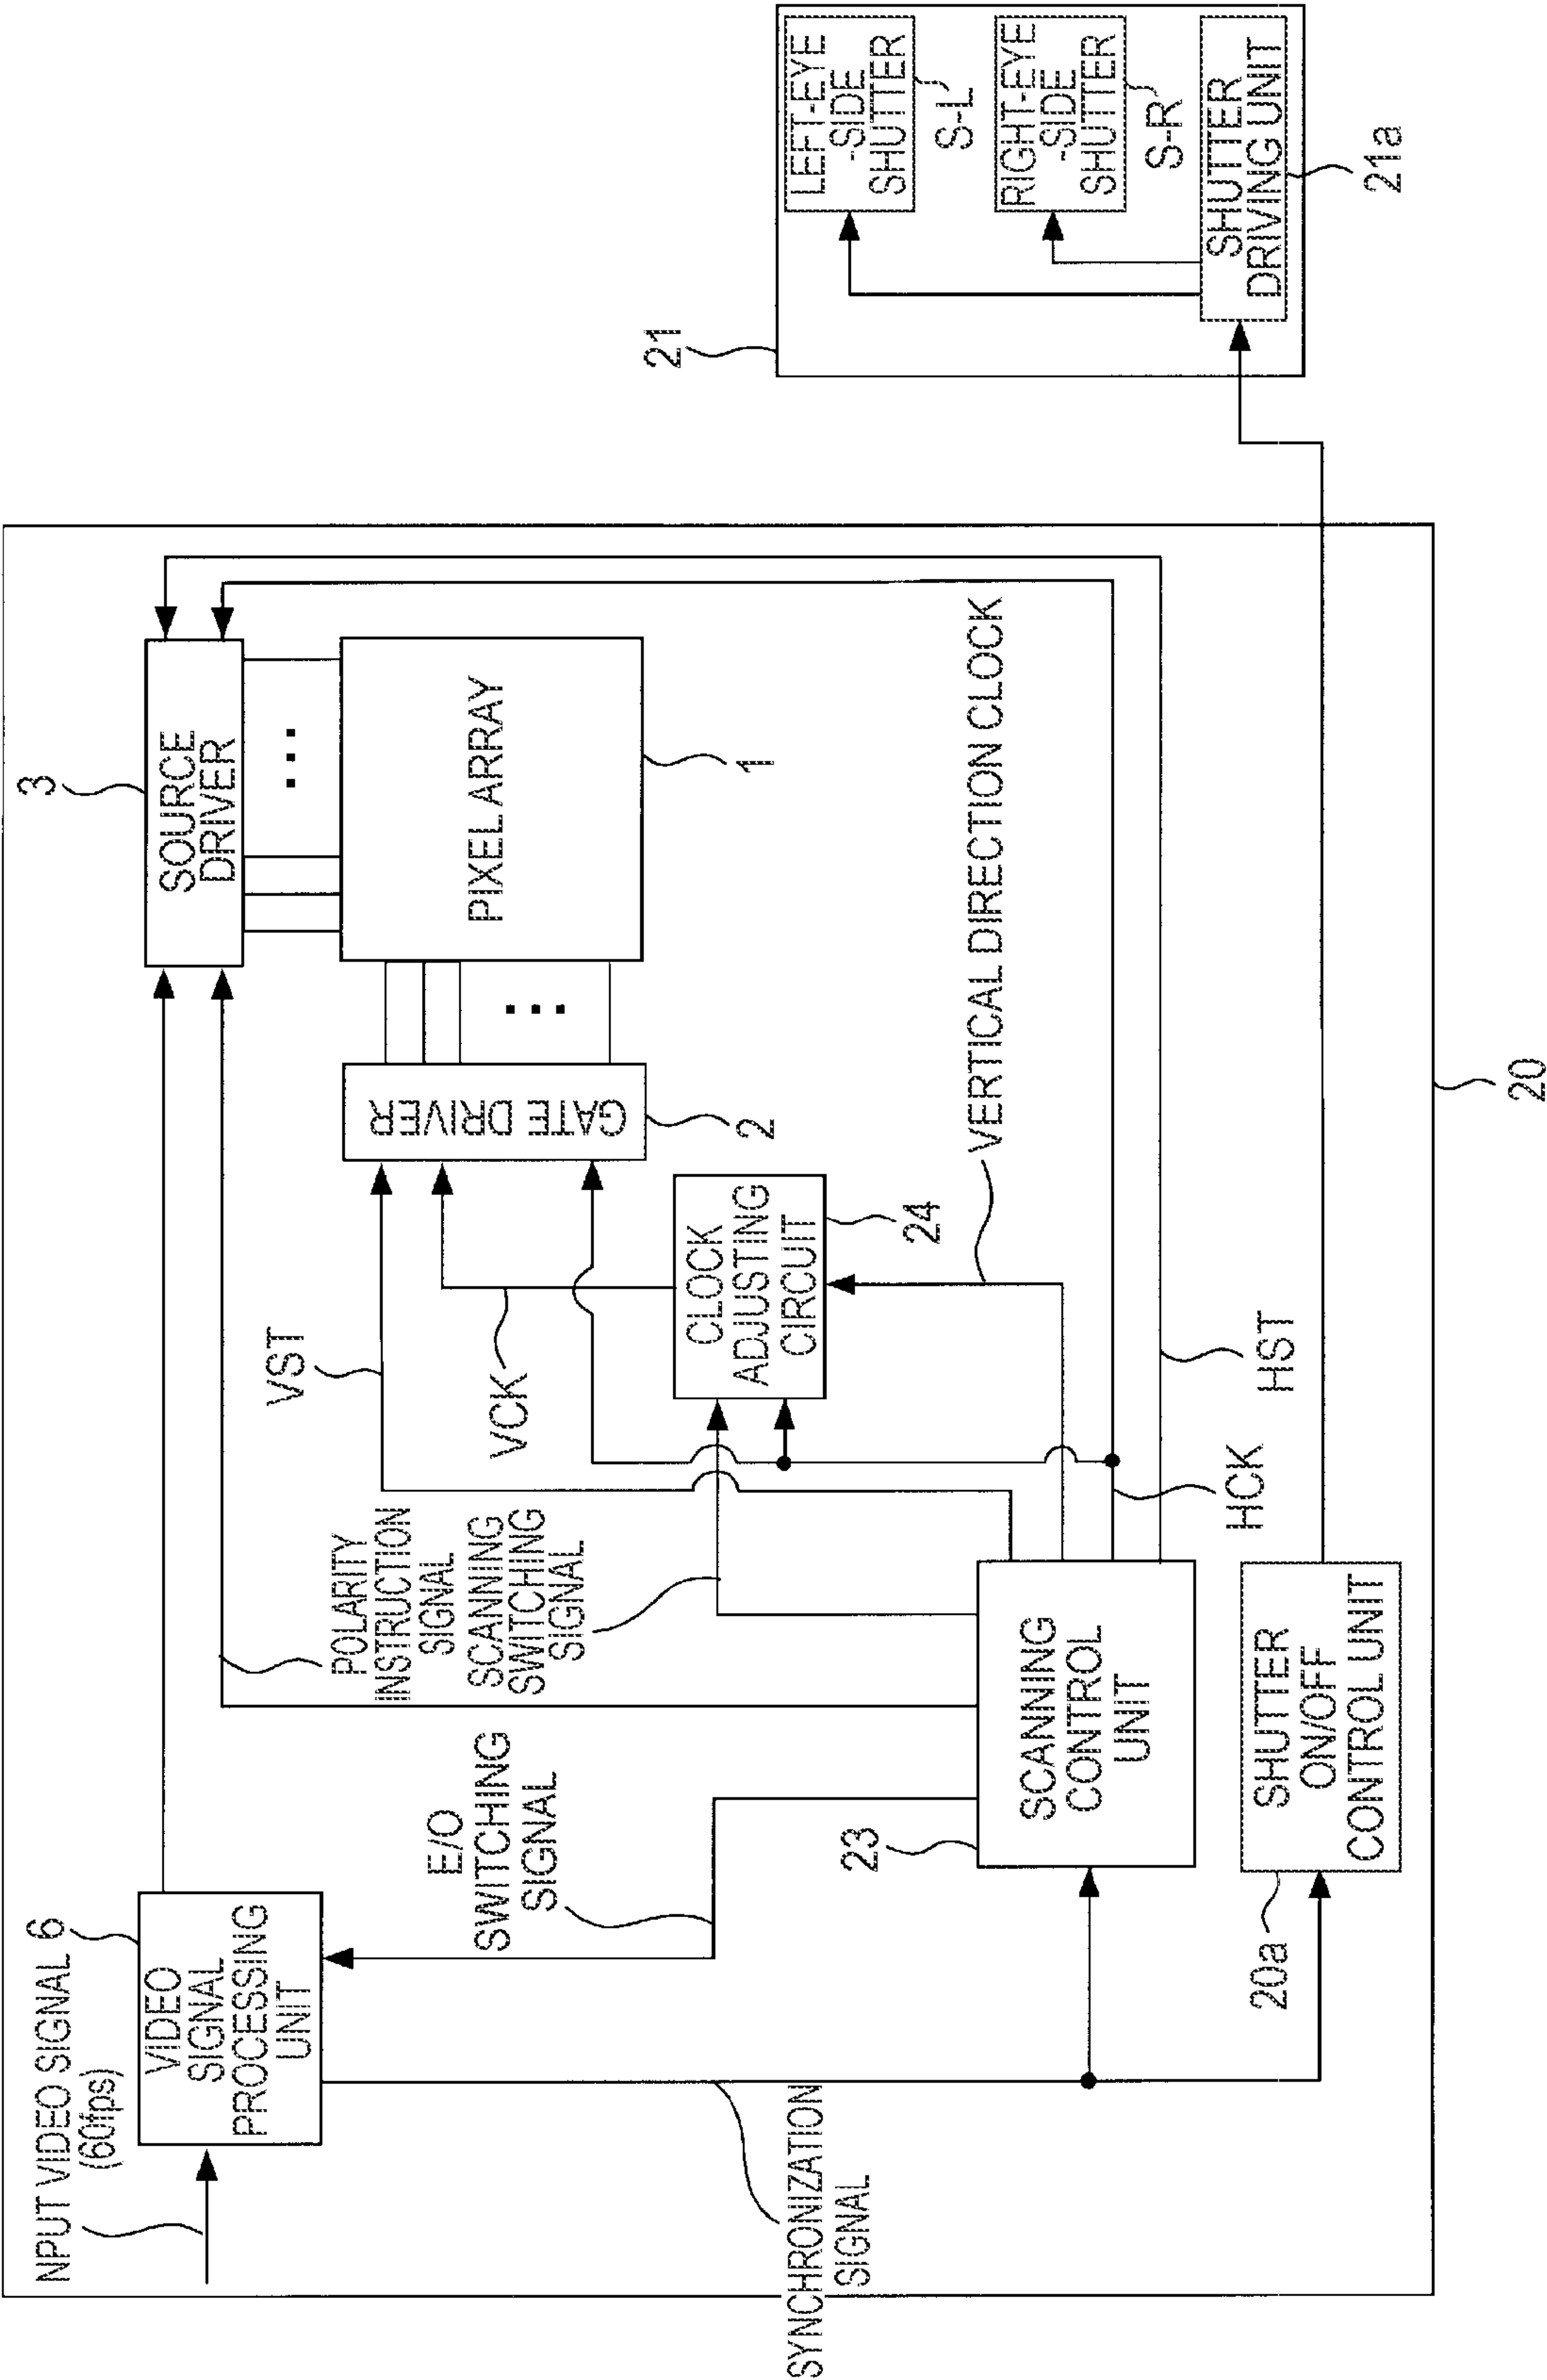 NPUT VIDEO SIGNAL 6
(60fps)
VIDEO
SIGNAL
PROCESSING
UNIT
3
SOURCE
DRIVER
PIXEL ARRAY
1
GATE DRIVER
2
VST
VCK
CLOCK
ADJUSTING
CIRCUIT
24
VERTICAL DIRECTION CLOCK
POLARITY
INSTRUCTION
SIGNAL
SCANNING
SWITCHING
SIGNAL
E/O
SWITCHING
SIGNAL
23
SCANNING
CONTROL
UNIT
HCK
HST
SYNCHRONIZATION
SIGNAL
20a
SHUTTER
ON/OFF
CONTROL UNIT
20
21
LEFT-EYE
-SIDE
SHUTTER
S-L
RIGHT-EYE
-SIDE
SHUTTER
S-R
SHUTTER
DRIVING UNIT
21a